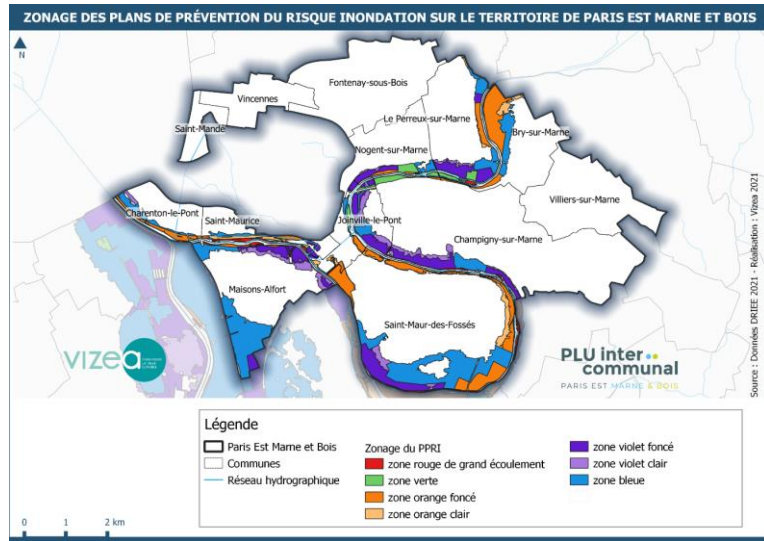 ZONAGE DES PLANS DE PRÉVENTION DU RISQUE INONDATION SUR LE TERRITOIRE DE PARIS EST MARNE ET BOIS
N
Fontenay-sous-Bois
Vincennes
Saint-Mandé
Le Perreux-sur-Marne
Bry-sur-Marne
Nogent-sur-Marne
Villiers-sur-Marne
Charenton-le-Pont
Saint-Maurice
Joinville-le-Pont
Champigny-sur-Marne
Maisons-Alfort
Saint-Maur-des-Fossés
vizea
PLU inter
communal
PARIS EST MARNE & BOIS
Source : Données DRIEE 2021 - Réalisation : Vizea 2021
Légende
Paris Est Marne et Bois
Communes
Réseau hydrographique
Zonage du PPRI
zone rouge de grand écoulement
zone verte
zone orange foncé
zone orange clair
zone violet foncé
zone violet clair
zone bleue
0 1 2 km